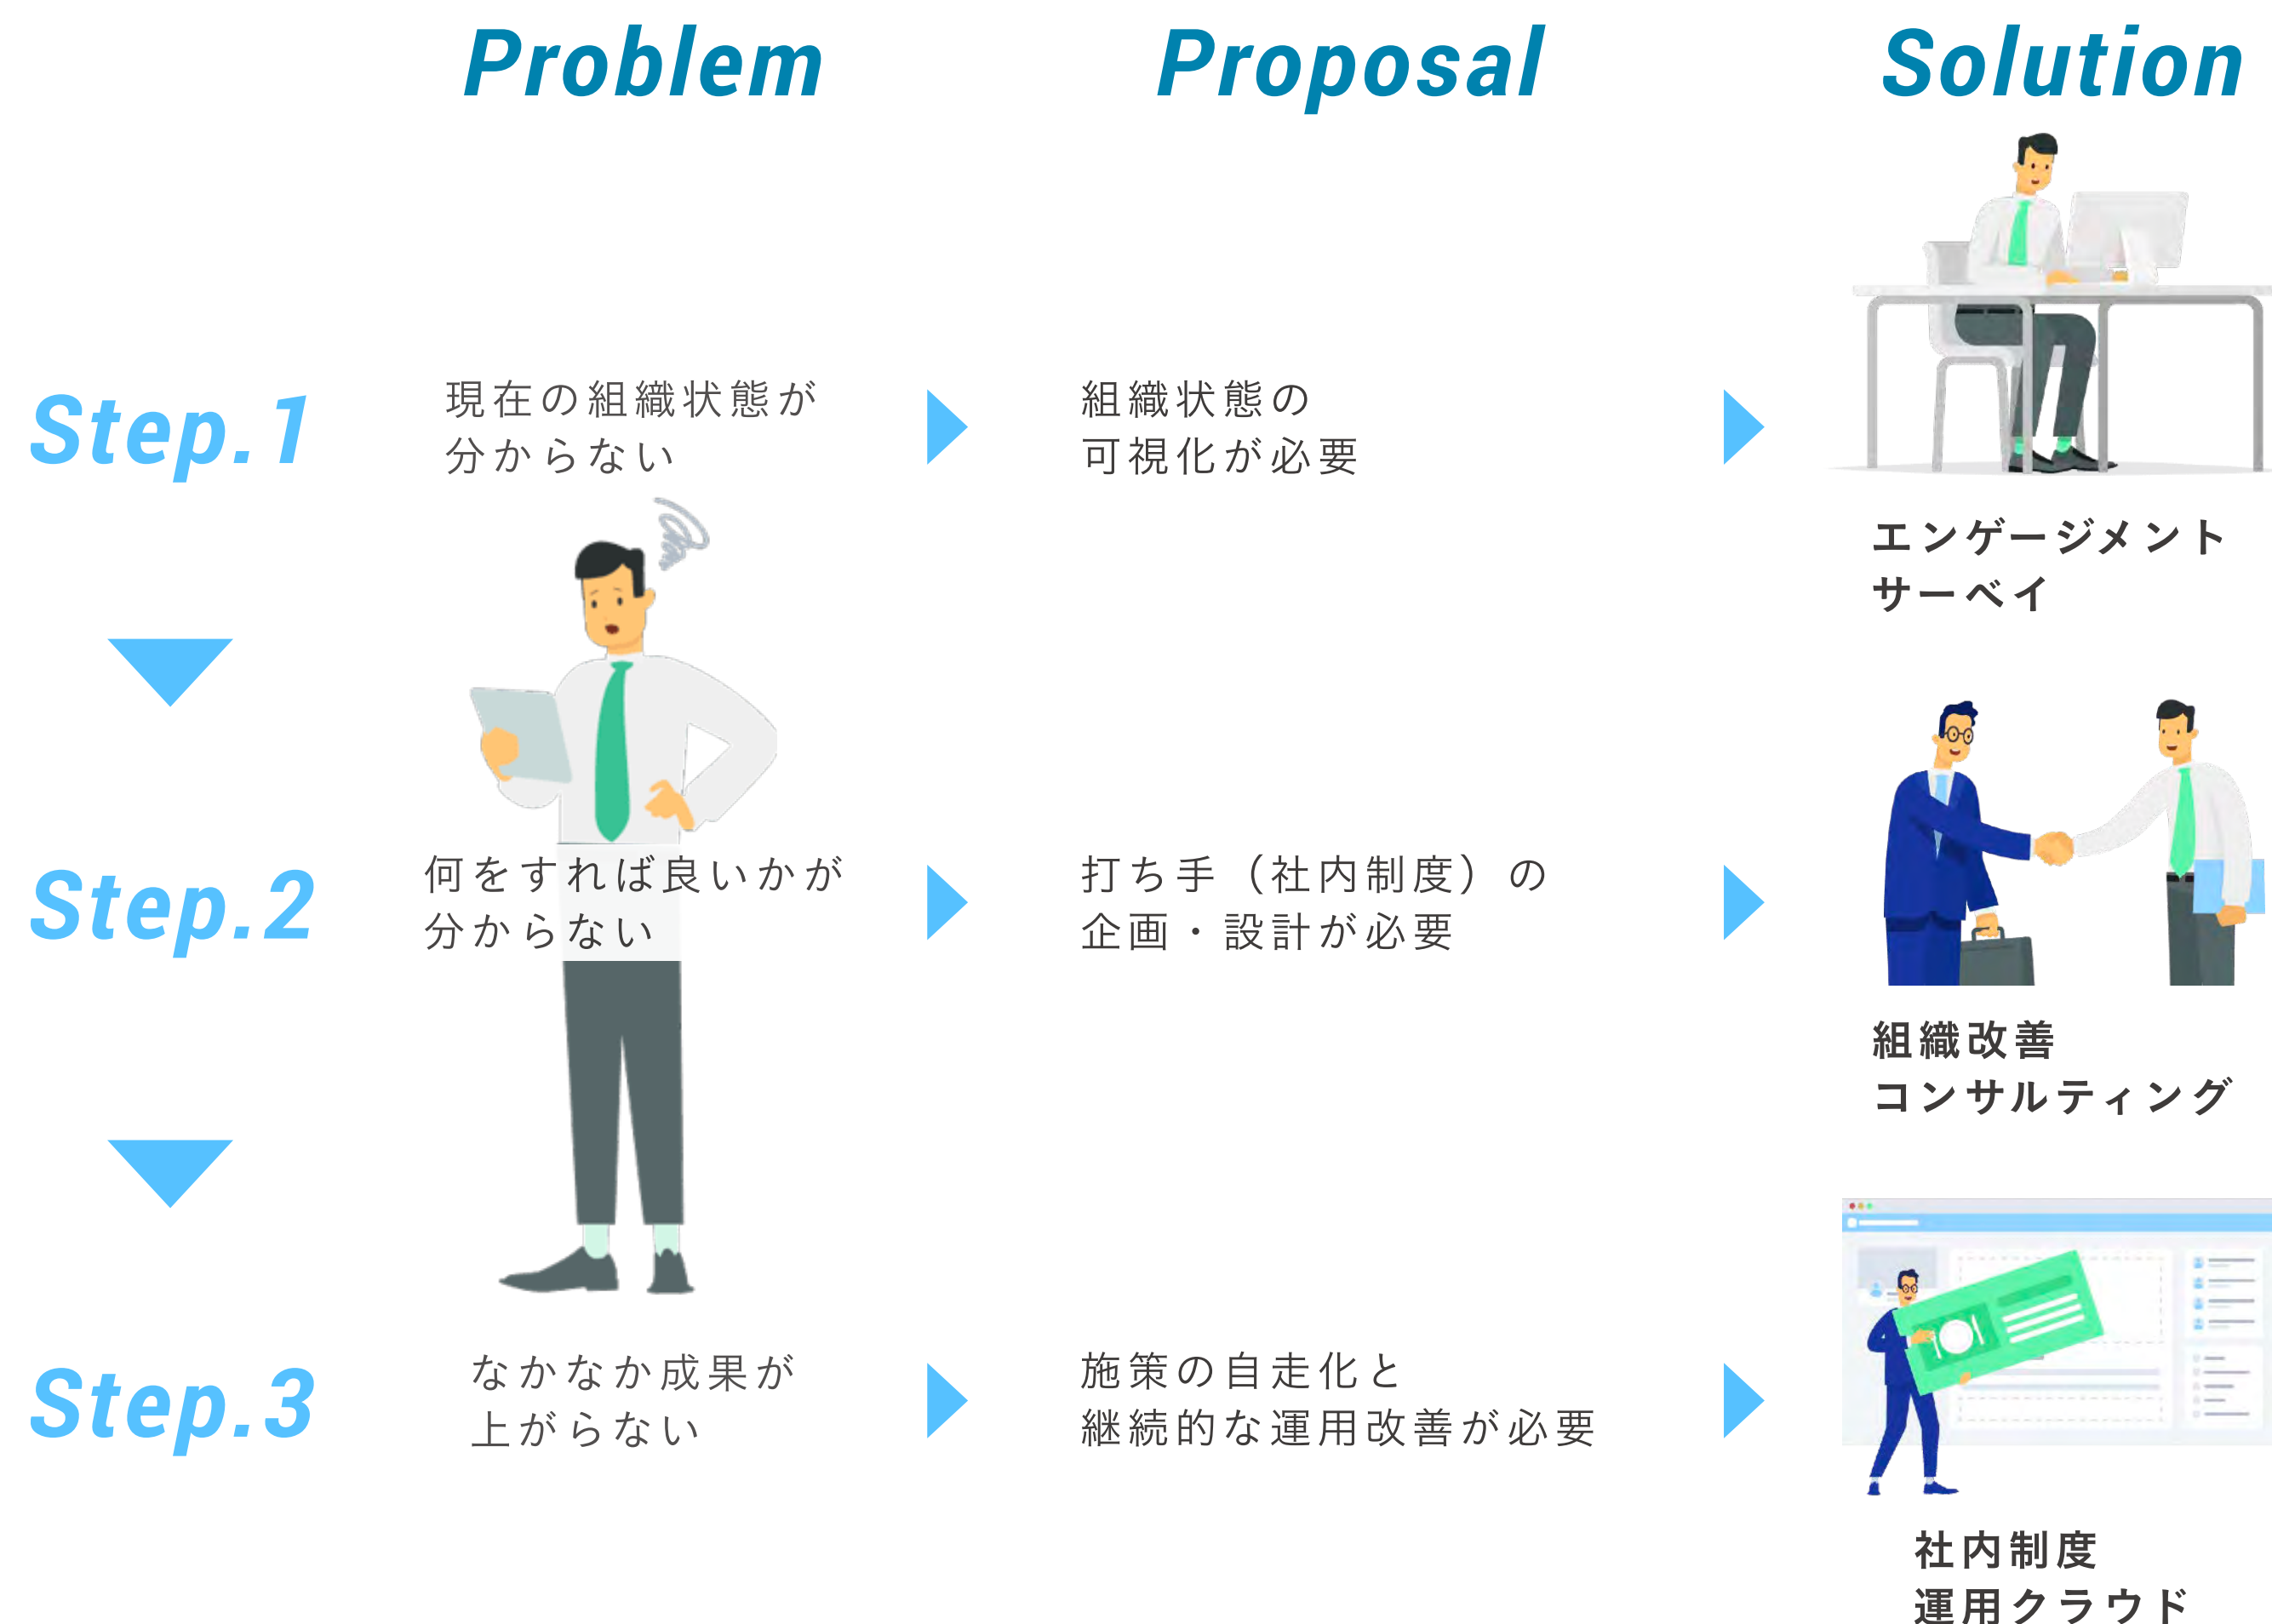 Problem
Proposal
Solution
Step.1
現在の組織状態が
分からない
組織状態の
可視化が必要
エンゲージメント
サーベイ
Step.2
何をすれば良いかが
分からない
打ち手（社内制度）の
企画・設計が必要
組織改善
コンサルティング
Step.3
なかなか成果が
上がらない
施策の自走化と
継続的な運用改善が必要
社内制度
運用クラウド